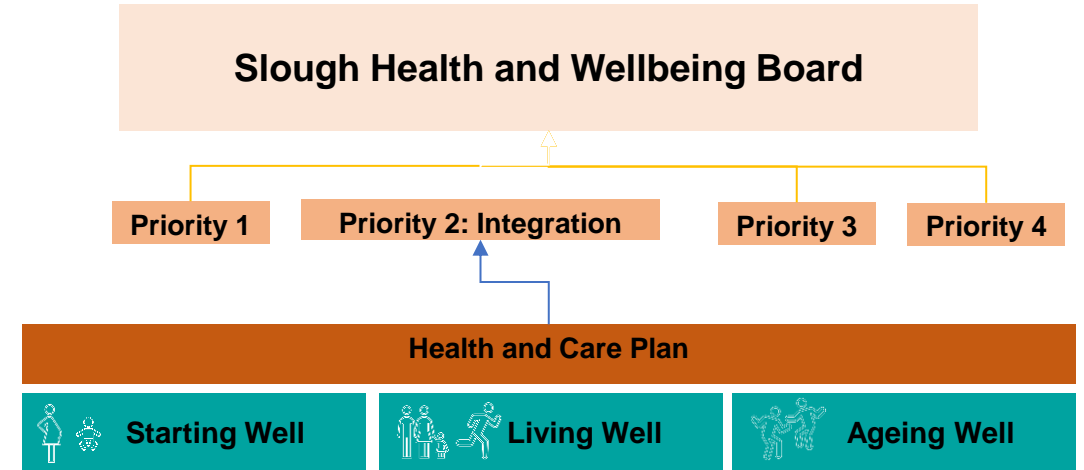 Slough Health and Wellbeing Board
Priority 1
Priority 2: Integration
Priority 3
Priority 4
Health and Care Plan
Starting Well
Living Well
Ageing Well